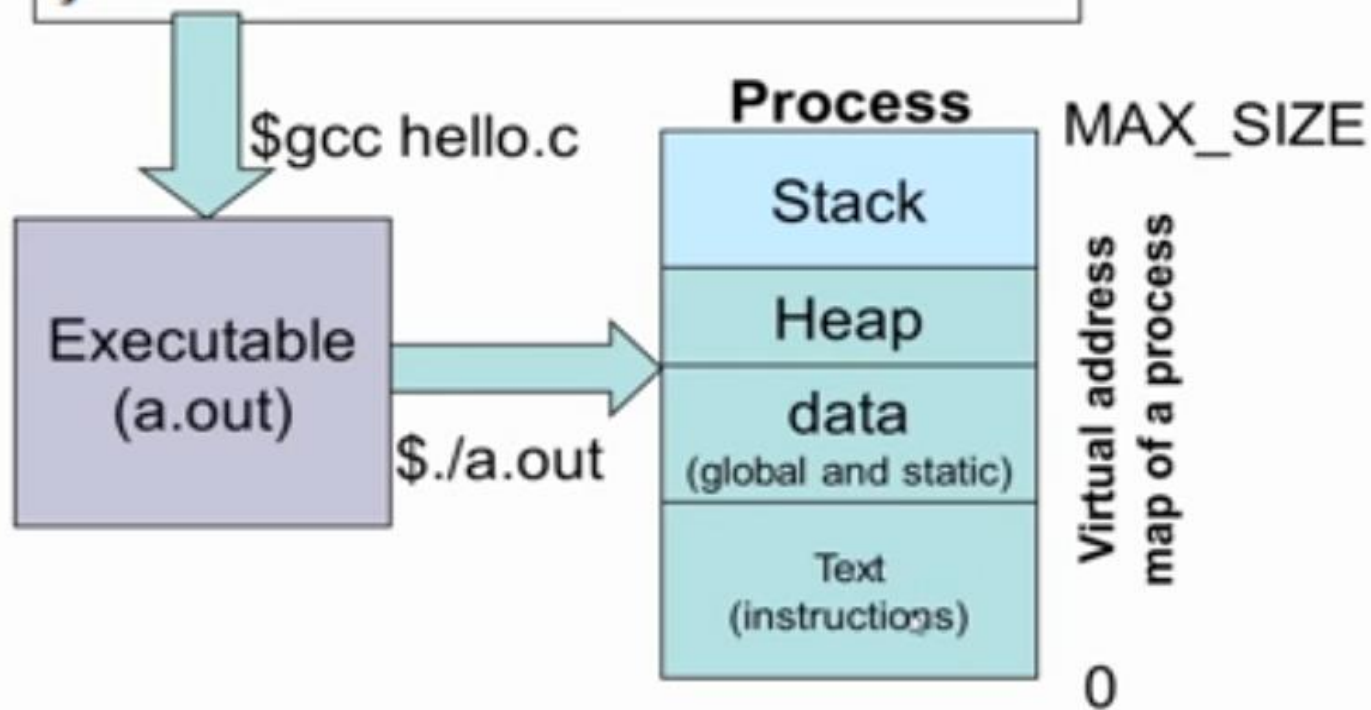 $gcc hello.c
Process
MAX_SIZE
Stack
Heap
Executable
(a.out)
$./a.out
data
(global and static)
Text
(instructions)
Virtual address
map of a process
0